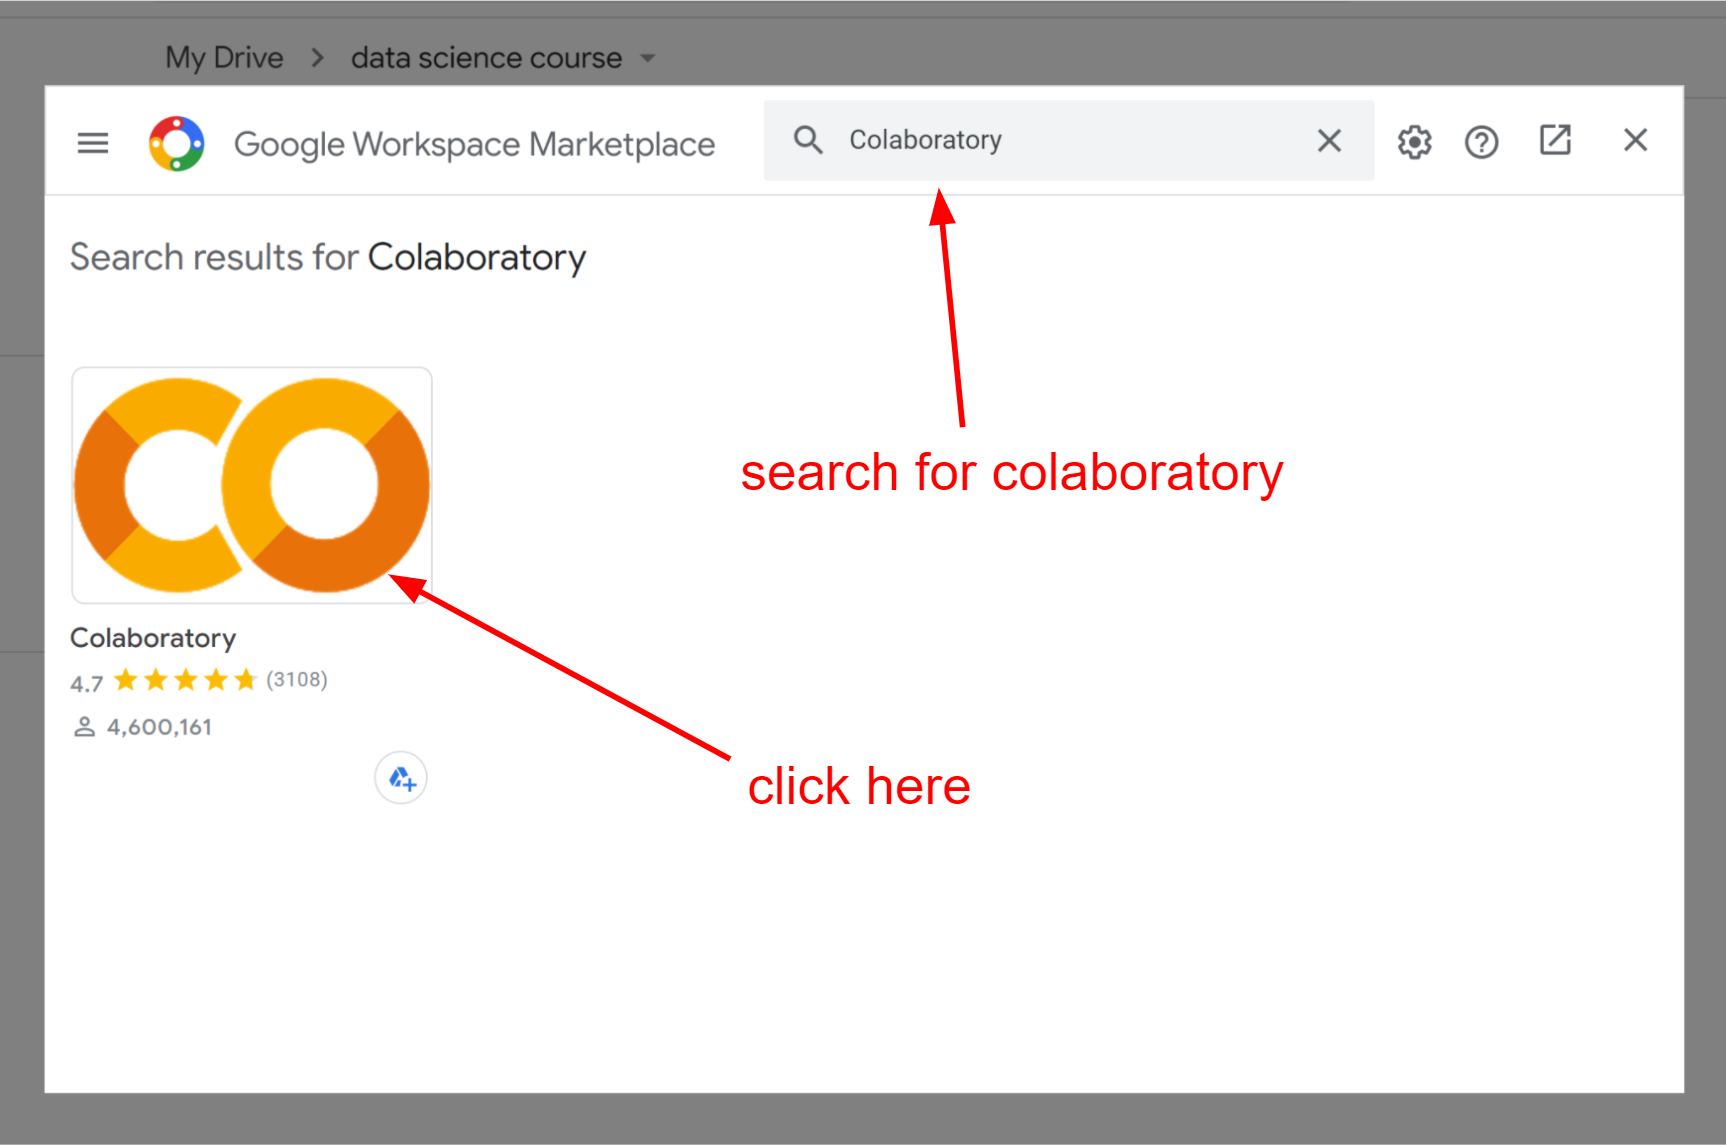 My Drive > data science course
Google Workspace Marketplace
Colaboratory
Search results for Colaboratory
search for colaboratory
Colaboratory
4.7 (3108)
4,600,161
click here